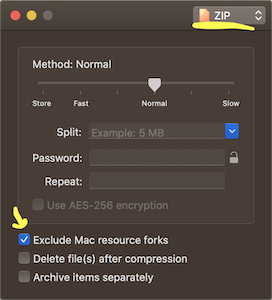 ZIP
Method: Normal
Store Fast Normal Slow
Split: Example: 5 MB
Password:
Repeat:
Use AES-256 encryption
Exclude Mac resource forks
Delete file(s) after compression
Archive items separately